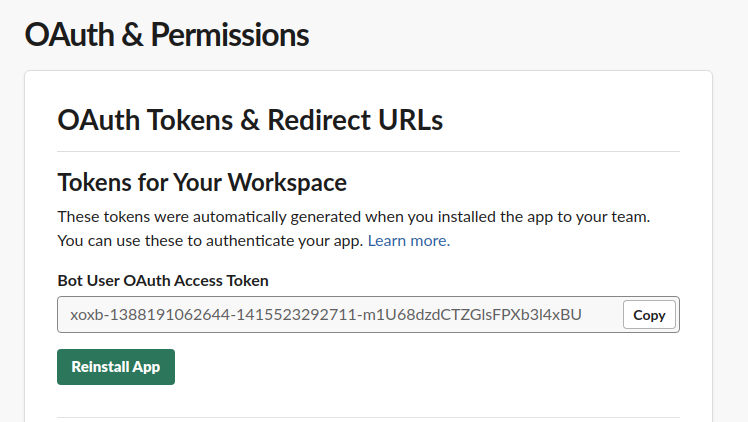 OAuth & Permissions
OAuth Tokens & Redirect URLs
Tokens for Your Workspace
These tokens were automatically generated when you installed the app to your team.
You can use these to authenticate your app. Learn more.
Bot User OAuth Access Token
xoxb-1388191062644-1415523292711-m1U68dzdCTZGlsFPXb3l4xBU
Copy
Reinstall App